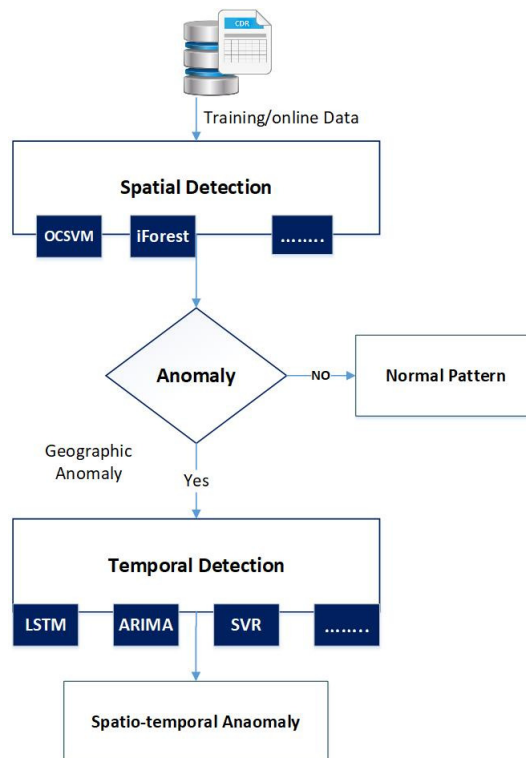 CDR
Training/online Data
Spatial Detection
OCSVM
iForest
........
Anomaly
NO
Normal Pattern
Geographic
Anomaly
Yes
Temporal Detection
LSTM
ARIMA
SVR
........
Spatio-temporal Anaomaly